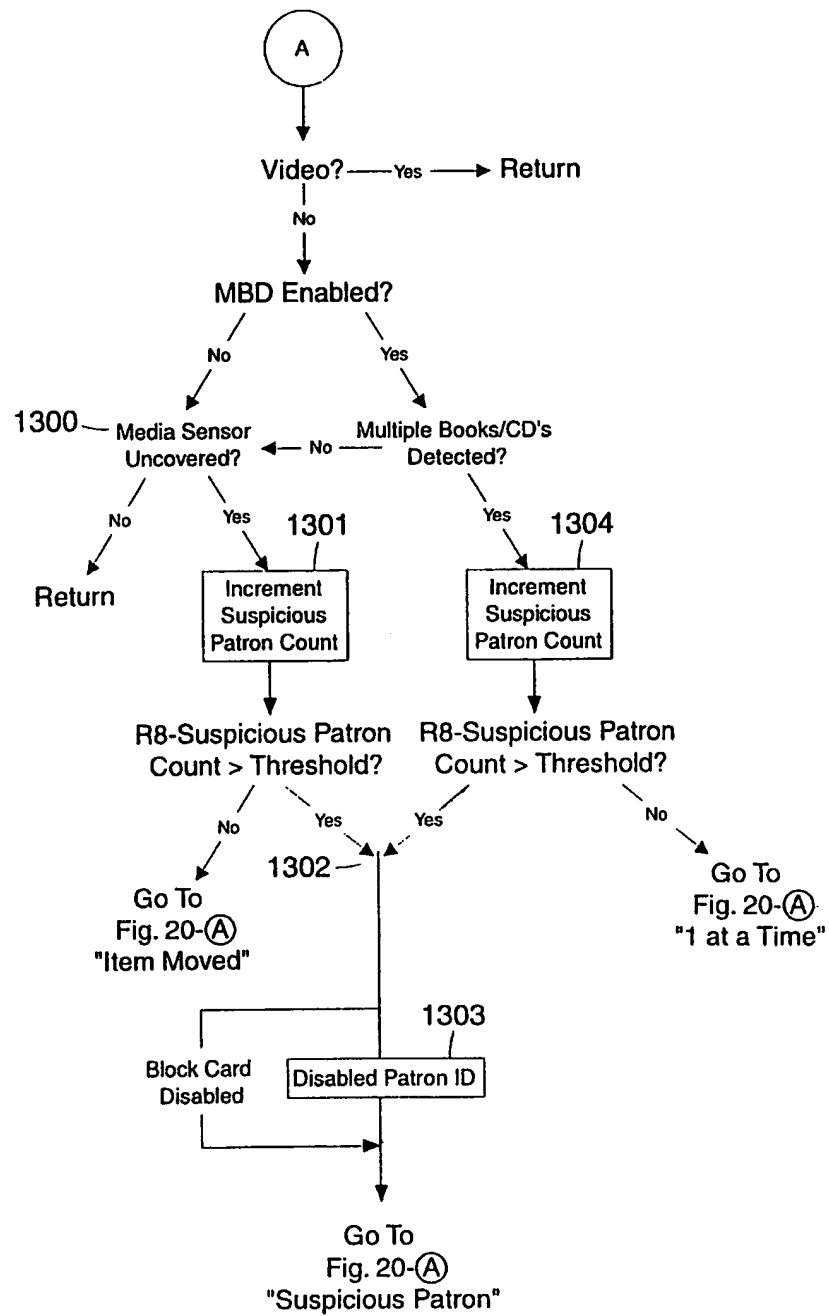 A
Video?
Yes
Return
No
MBD Enabled?
No
Yes
1300
Media Sensor
Uncovered?
No
Multiple Books/CD's
Detected?
No
Yes
1301
Yes
1304
Return
Increment
Suspicious
Patron Count
Increment
Suspicious
Patron Count
R8-Suspicious Patron
Count > Threshold?
R8-Suspicious Patron
Count > Threshold?
No
Yes
Yes
No
1302
Go To
Fig. 20-A
"Item Moved"
Go To
Fig. 20-A
"1 at a Time"
1303
Block Card
Disabled
Disabled Patron ID
Go To
Fig. 20-A
"Suspicious Patron"